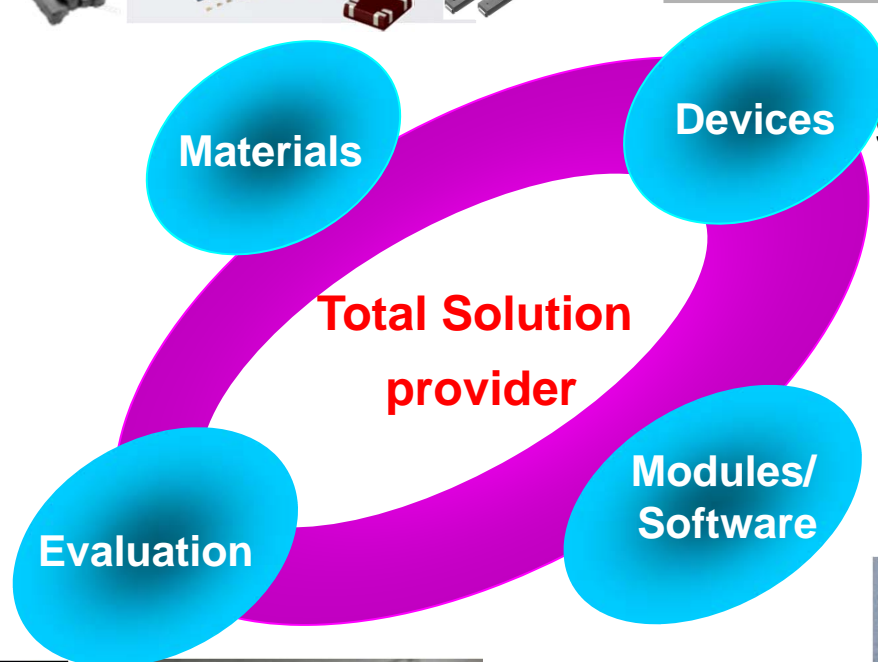 Materials
Devices
Total Solution
provider
Modules/
Software
Evaluation